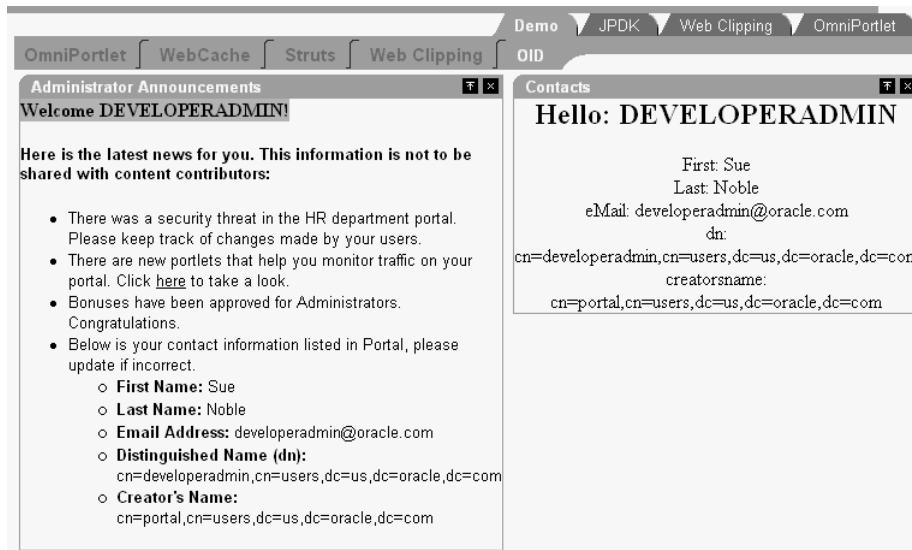 Demo JPDK Web Clipping OmniPortlet
OmniPortlet WebCache Struts Web Clipping OID
Administrator Announcements
Welcome DEVELOPERADMIN!
Here is the latest news for you. This information is not to be
shared with content contributors:
There was a security threat in the HR department portal.
Please keep track of changes made by your users.
There are new portlets that help you monitor traffic on your
portal. Click here to take a look.
Bonuses have been approved for Administrators.
Congratulations.
Below is your contact information listed in Portal, please
update if incorrect.
First Name: Sue
Last Name: Noble
Email Address: developeradmin@oracle.com
Distinguished Name (dn):
cn=developeradmin,cn=users,dc=us,dc=oracle,dc=com
Creator's Name:
cn=portal,cn=users,dc=us,dc=oracle,dc=com
Contacts
Hello: DEVELOPERADMIN
First: Sue
Last: Noble
eMail: developeradmin@oracle.com
dn:
cn=developeradmin,cn=users,dc=us,dc=oracle,dc=com
creatorsname:
cn=portal,cn=users,dc=us,dc=oracle,dc=com